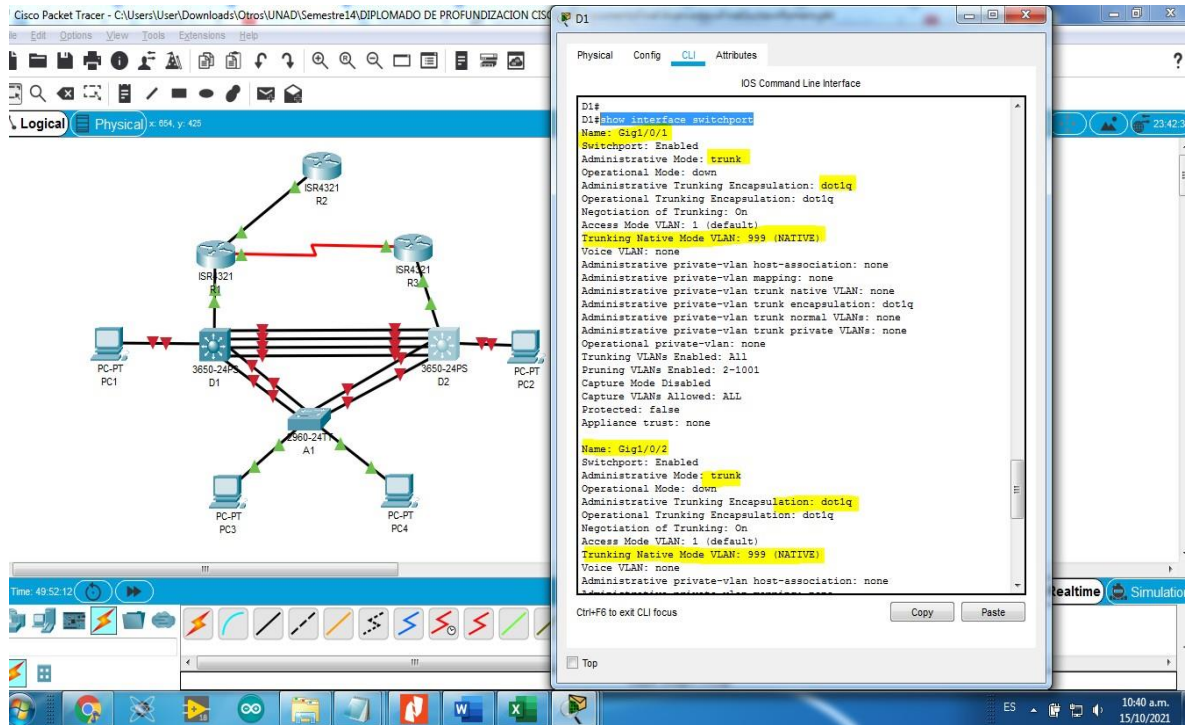 Cisco Packet Tracer - C:\Users\User\Downloads\Otros\UNAD\Semestre14\DIPLOMADO DE PROFUNDIZACION CISC
Edit Options View Tools Extensions Help
Logical
Physical
x: 654, y: 425
ISR4321
R2
ISR4321
R1
ISR4321
R3
PC-PT
PC1
3650-24PS
D1
3650-24PS
D2
PC-PT
PC2
2960-24TT
A1
PC-PT
PC3
PC-PT
PC4
Time: 49:52:12
D1
Physical Config CLI Attributes
IOS Command Line Interface
D1#
D1#show interface switchport
Name: Gig1/0/1
Switchport: Enabled
Administrative Mode: trunk
Operational Mode: down
Administrative Trunking Encapsulation: dot1q
Operational Trunking Encapsulation: dot1q
Negotiation of Trunking: On
Access Mode VLAN: 1 (default)
Trunking Native Mode VLAN: 999 (NATIVE)
Voice VLAN: none
Administrative private-vlan host-association: none
Administrative private-vlan mapping: none
Administrative private-vlan trunk native VLAN: none
Administrative private-vlan trunk encapsulation: dot1q
Administrative private-vlan trunk normal VLANs: none
Administrative private-vlan trunk private VLANs: none
Operational private-vlan: none
Trunking VLANs Enabled: All
Pruning VLANs Enabled: 2-1001
Capture Mode Disabled
Capture VLANs Allowed: ALL
Protected: false
Appliance trust: none
Name: Gig1/0/2
Switchport: Enabled
Administrative Mode: trunk
Operational Mode: down
Administrative Trunking Encapsulation: dot1q
Operational Trunking Encapsulation: dot1q
Negotiation of Trunking: On
Access Mode VLAN: 1 (default)
Trunking Native Mode VLAN: 999 (NATIVE)
Voice VLAN: none
Administrative private-vlan host-association: none
Ctrl+F6 to exit CLI focus
Copy
Paste
Top
23:42:3
Realtime
Simulation
ES
10:40 a.m.
15/10/2021